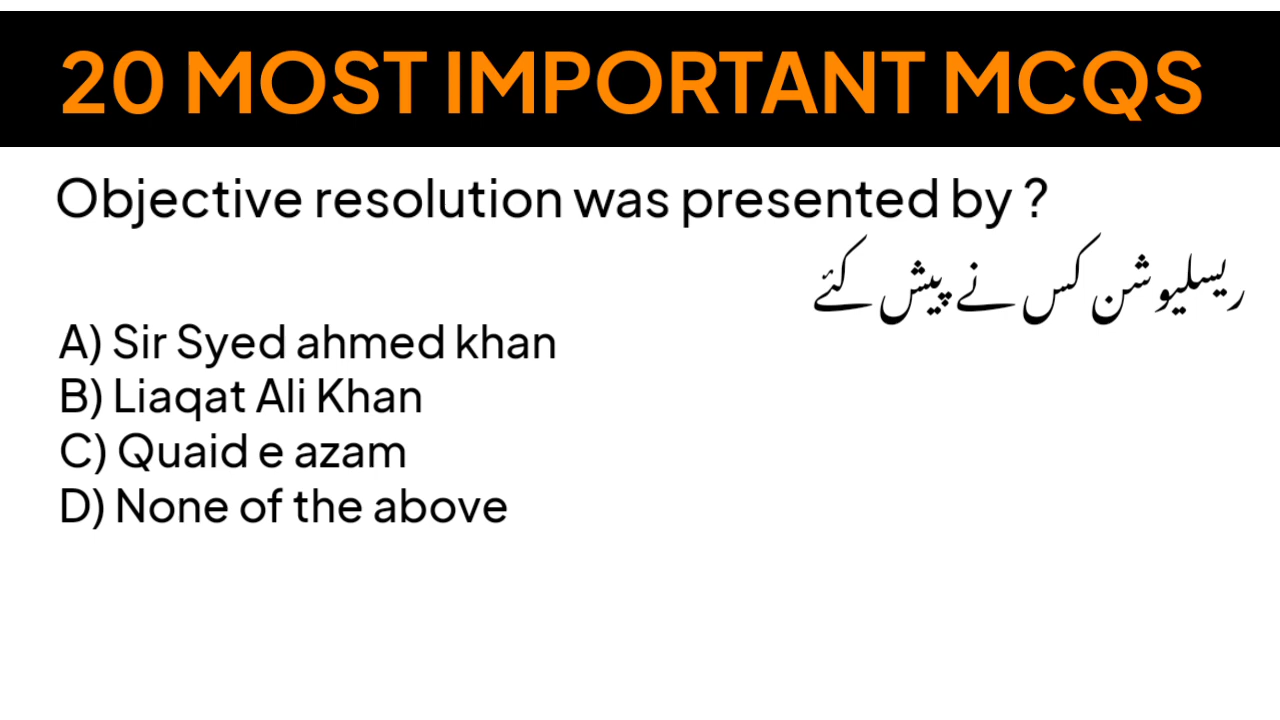 20 MOST IMPORTANT MCQS
Objective resolution was presented by ?
ریسلیوشن کس نے پیش کئے
A) Sir Syed ahmed khan
B) Liaqat Ali Khan
C) Quaid e azam
D) None of the above